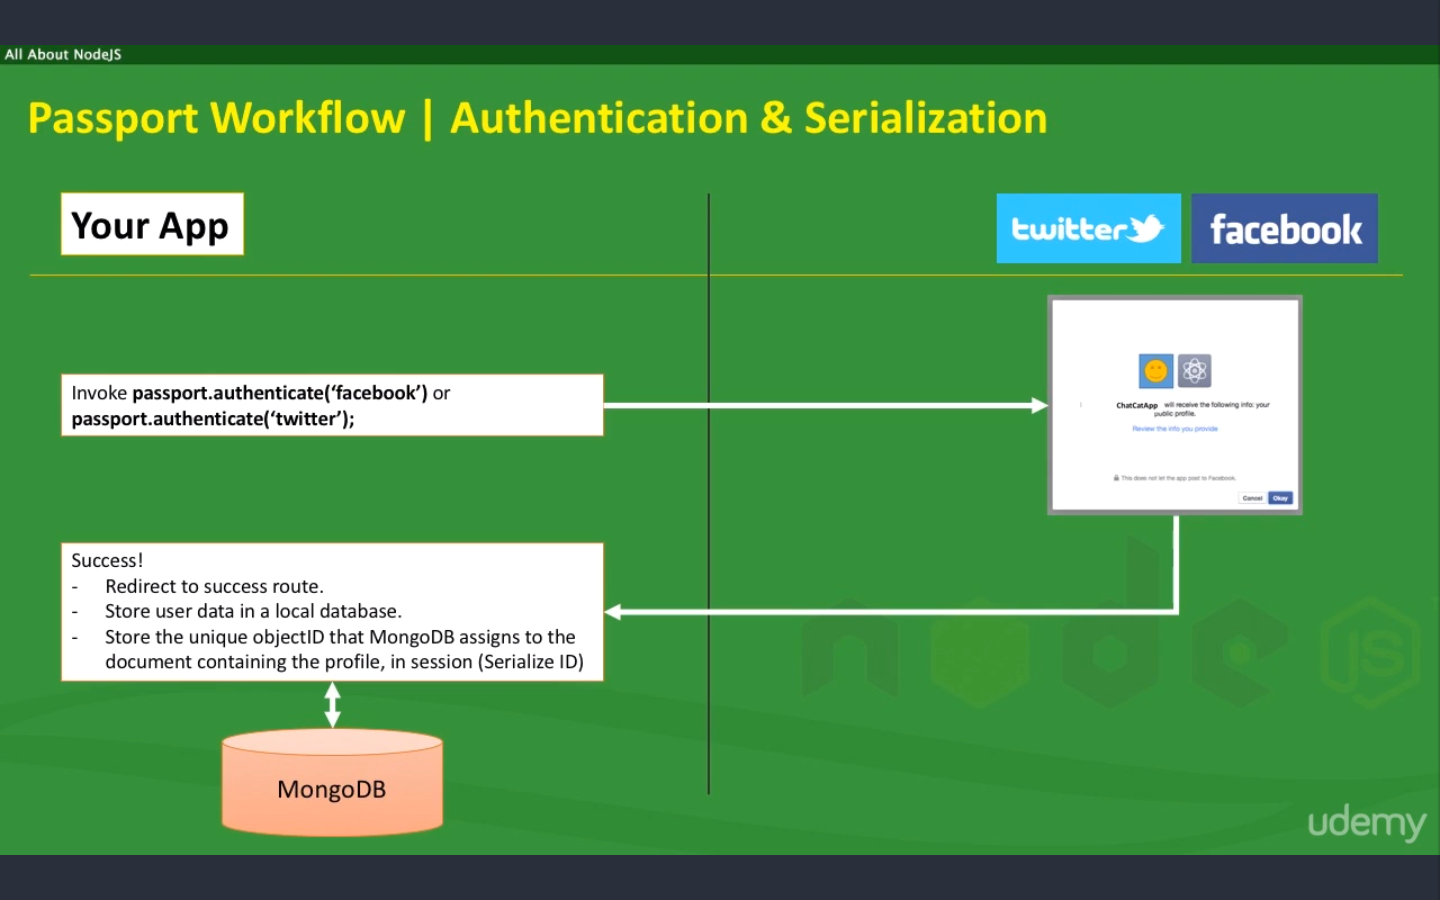 All About NodeJS
Passport Workflow | Authentication & Serialization
Your App
twitter
facebook
Invoke passport.authenticate(‘facebook’) or
passport.authenticate(‘twitter’);
ChatCatApp will receive the following info: your
public profile.
Review the info you provide
This does not let the app post to Facebook.
Cancel
Okay
Success!
- Redirect to success route.
- Store user data in a local database.
- Store the unique objectID that MongoDB assigns to the
document containing the profile, in session (Serialize ID)
node
JS
MongoDB
udemy